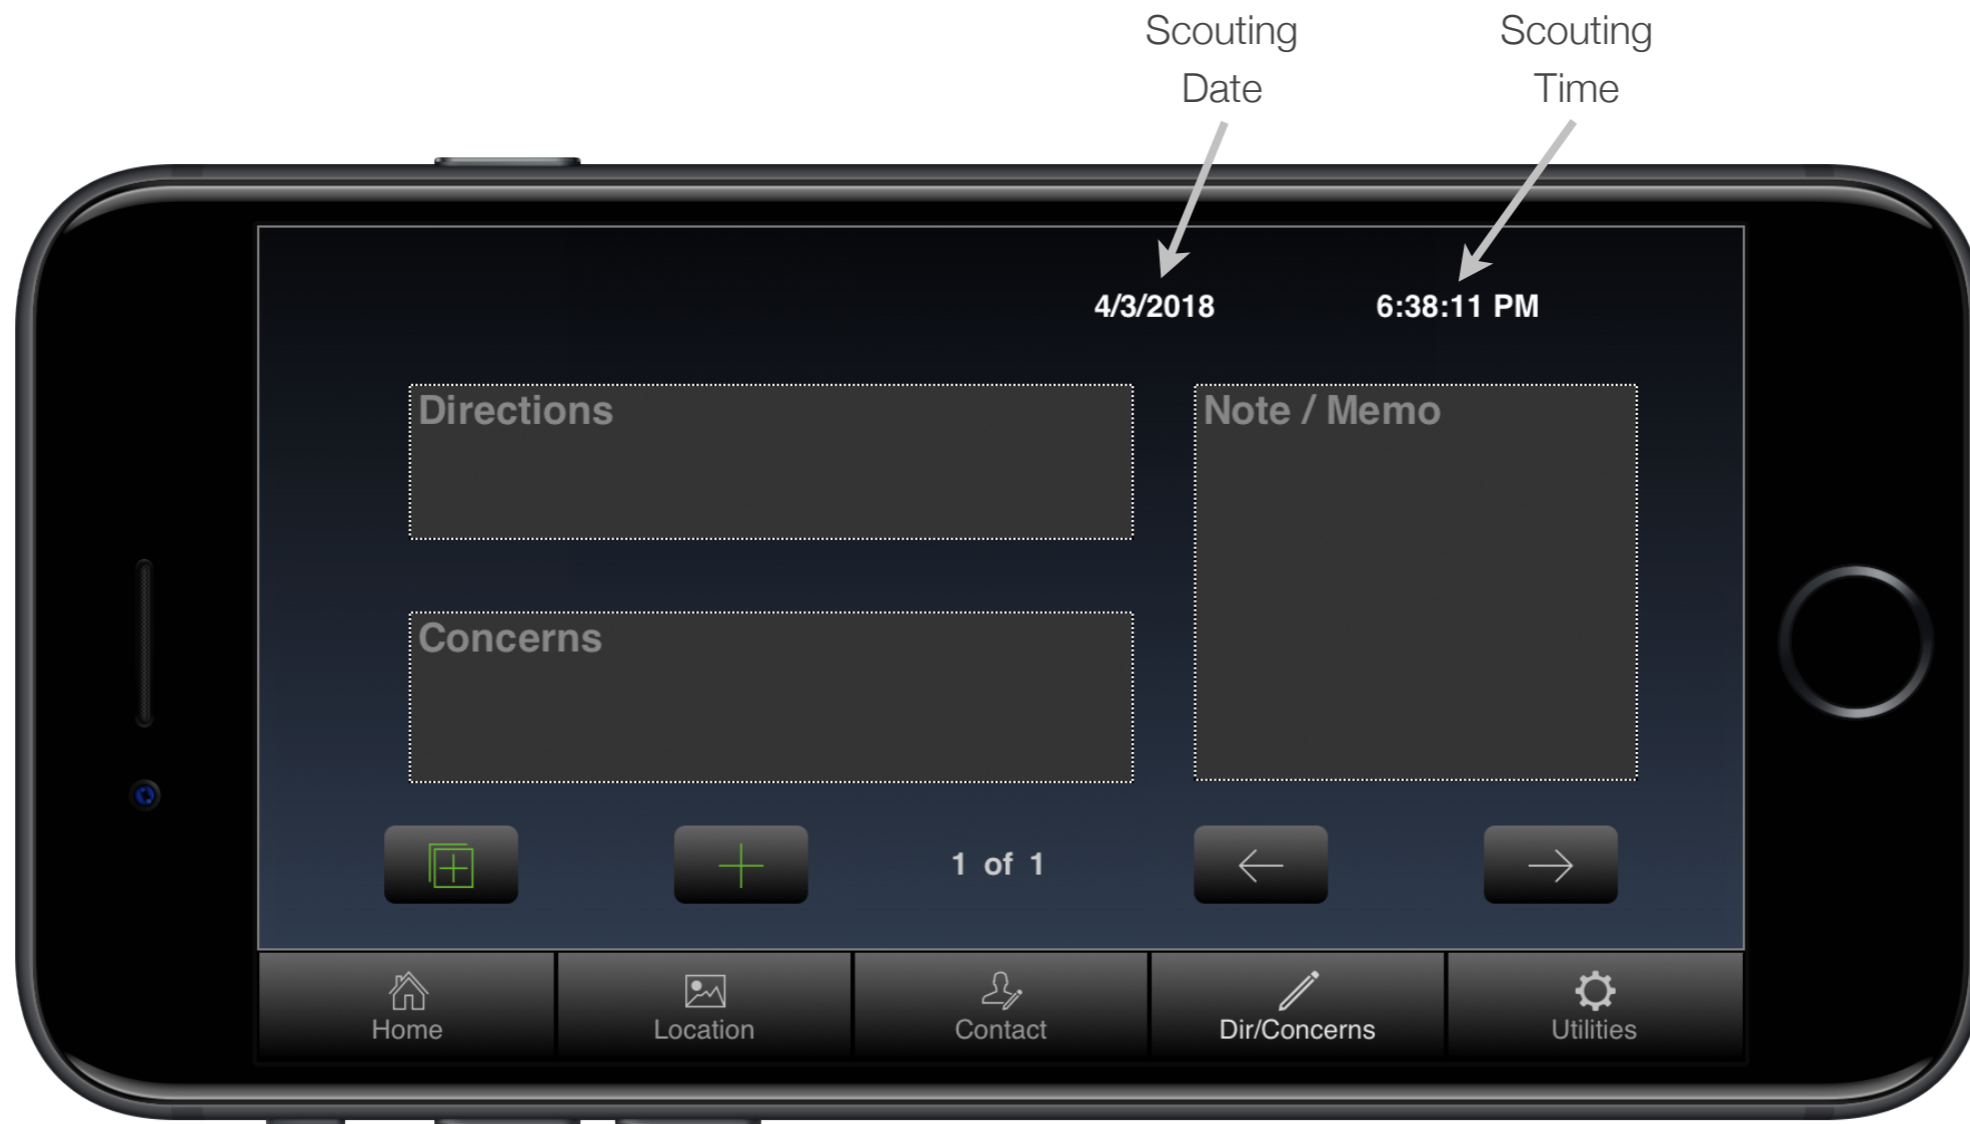 Scouting
Date
Scouting
Time
4/3/2018
6:38:11 PM
Directions
Note / Memo
Concerns
1 of 1
Home
Location
Contact
Dir/Concerns
Utilities